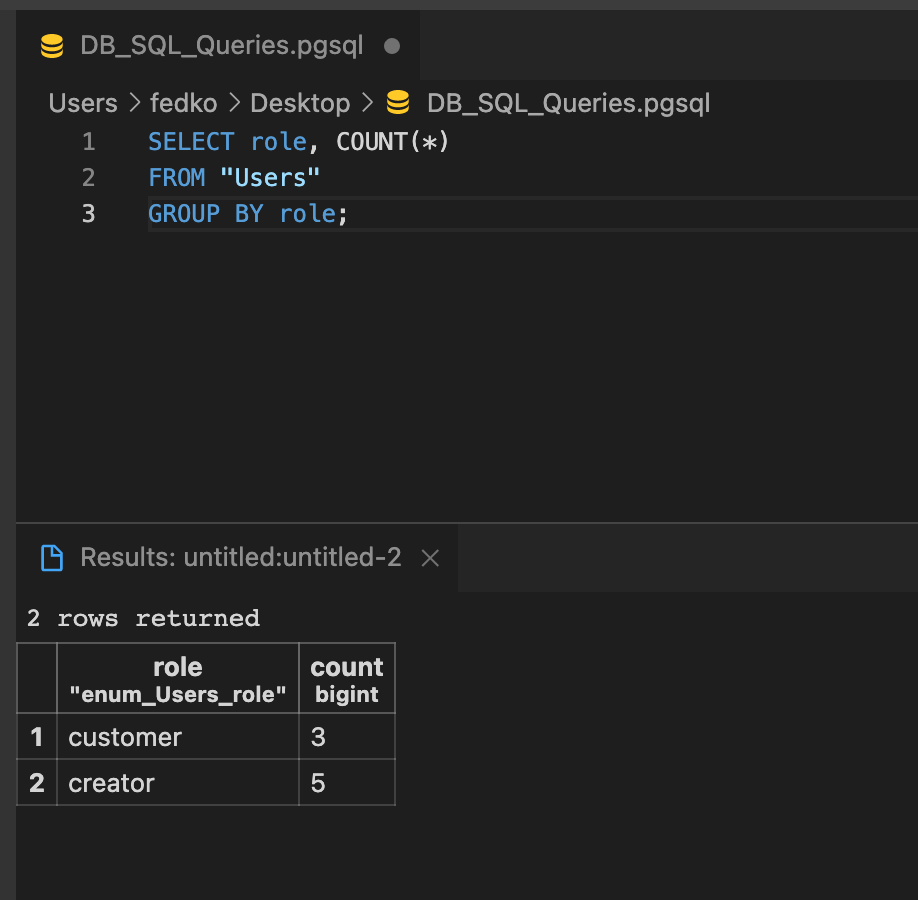 DB_SQL_Queries.pgsql
Users > fedko > Desktop > DB_SQL_Queries.pgsql
1 SELECT role, COUNT(*)
2 FROM "Users"
3 GROUP BY role;
Results: untitled:untitled-2
2 rows returned
role count
"enum_Users_role" bigint
1 customer 3
2 creator 5